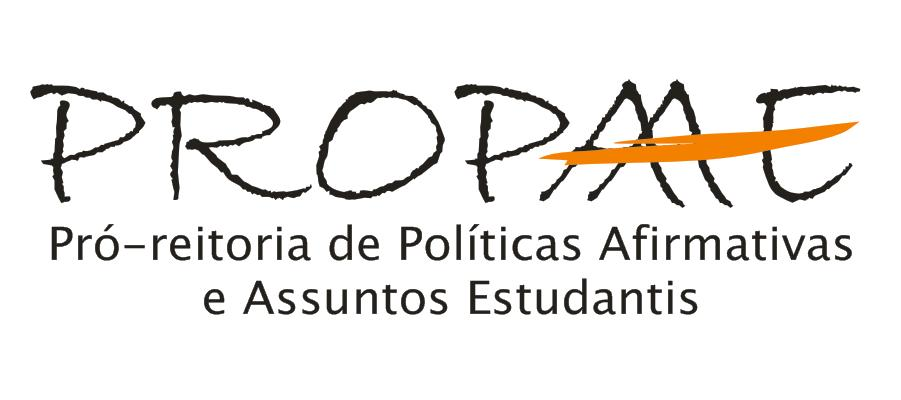 PROPAAE
Pró-reitoria de Políticas Afirmativas
e Assuntos Estudantis